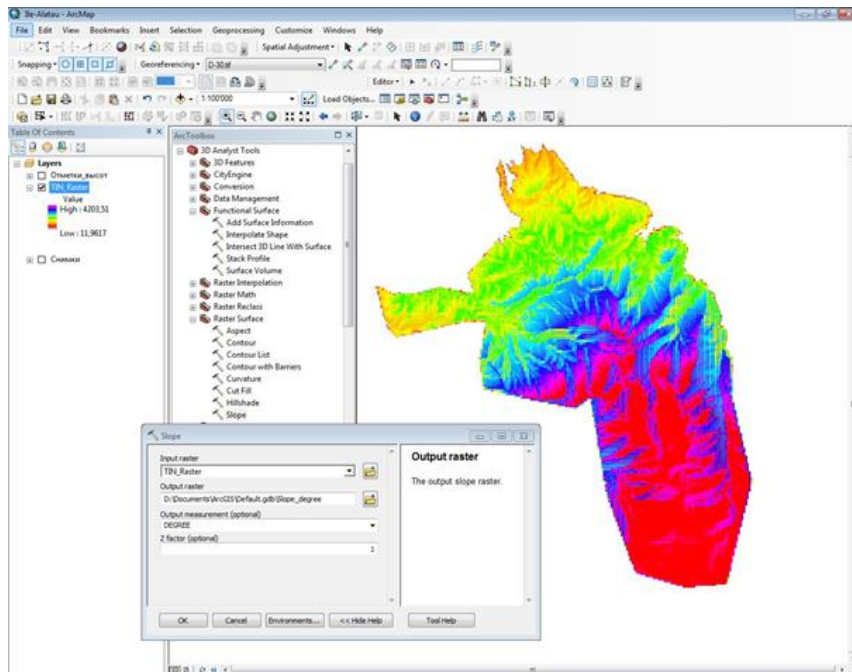 Ile-Alatau - ArcMap
File Edit View Bookmarks Insert Selection Geoprocessing Customize Windows Help
Spatial Adjustment
Snapping Georeferencing D-30.tif
Editor
1:100'000 Load Objects...
Table Of Contents
Layers
Отметки_высот
TIN_Raster
Value
High : 4203,51
Low : 11,9617
Снимки
ArcToolbox
3D Analyst Tools
3D Features
CityEngine
Conversion
Data Management
Functional Surface
Add Surface Information
Interpolate Shape
Intersect 3D Line With Surface
Stack Profile
Surface Volume
Raster Interpolation
Raster Math
Raster Reclass
Raster Surface
Aspect
Contour
Contour List
Contour with Barriers
Curvature
Cut Fill
Hillshade
Slope
Slope
Input raster
TIN_Raster
Output raster
D:\Documents\ArcGIS\Default.gdb\Slope_degree
Output measurement (optional)
DEGREE
Z factor (optional)
1
Output raster
The output slope raster.
OK Cancel Environments... << Hide Help Tool Help